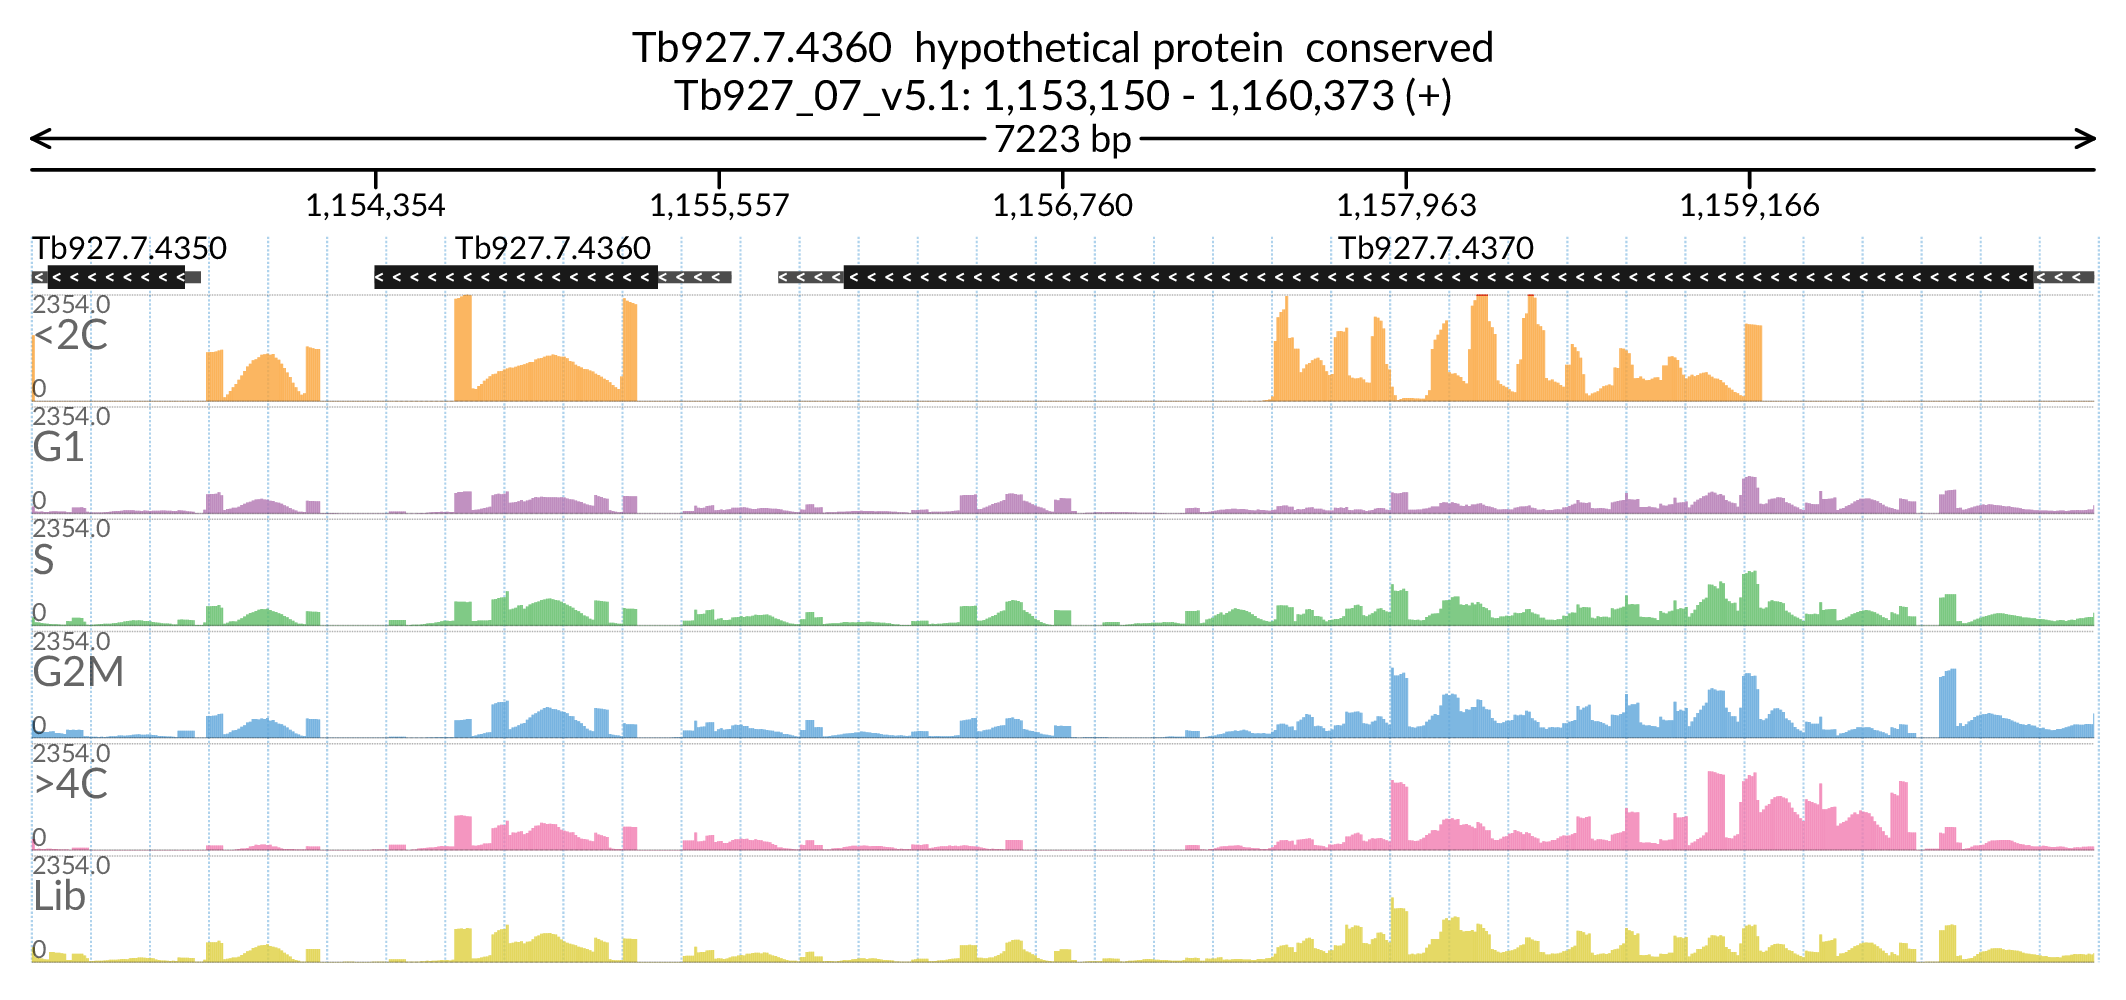 Tb927.7.4360  hypothetical protein  conserved
Tb927_07_v5.1: 1,153,150 - 1,160,373 (+)
7223 bp
1,154,354 1,155,557 1,156,760 1,157,963 1,159,166
Tb927.7.4350 Tb927.7.4360 Tb927.7.4370
2354.0
<2C
0
2354.0
G1
0
2354.0
S
0
2354.0
G2M
0
2354.0
>4C
0
2354.0
Lib
0